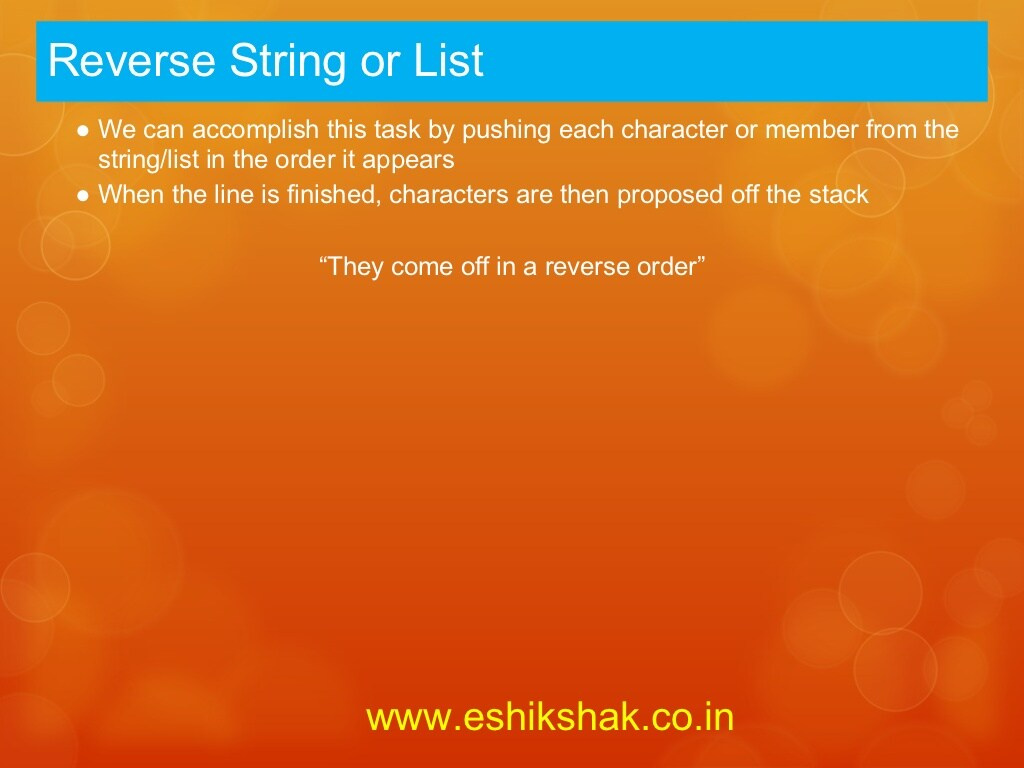 Reverse String or List
● We can accomplish this task by pushing each character or member from the
string/list in the order it appears
● When the line is finished, characters are then proposed off the stack
“They come off in a reverse order”
www.eshikshak.co.in